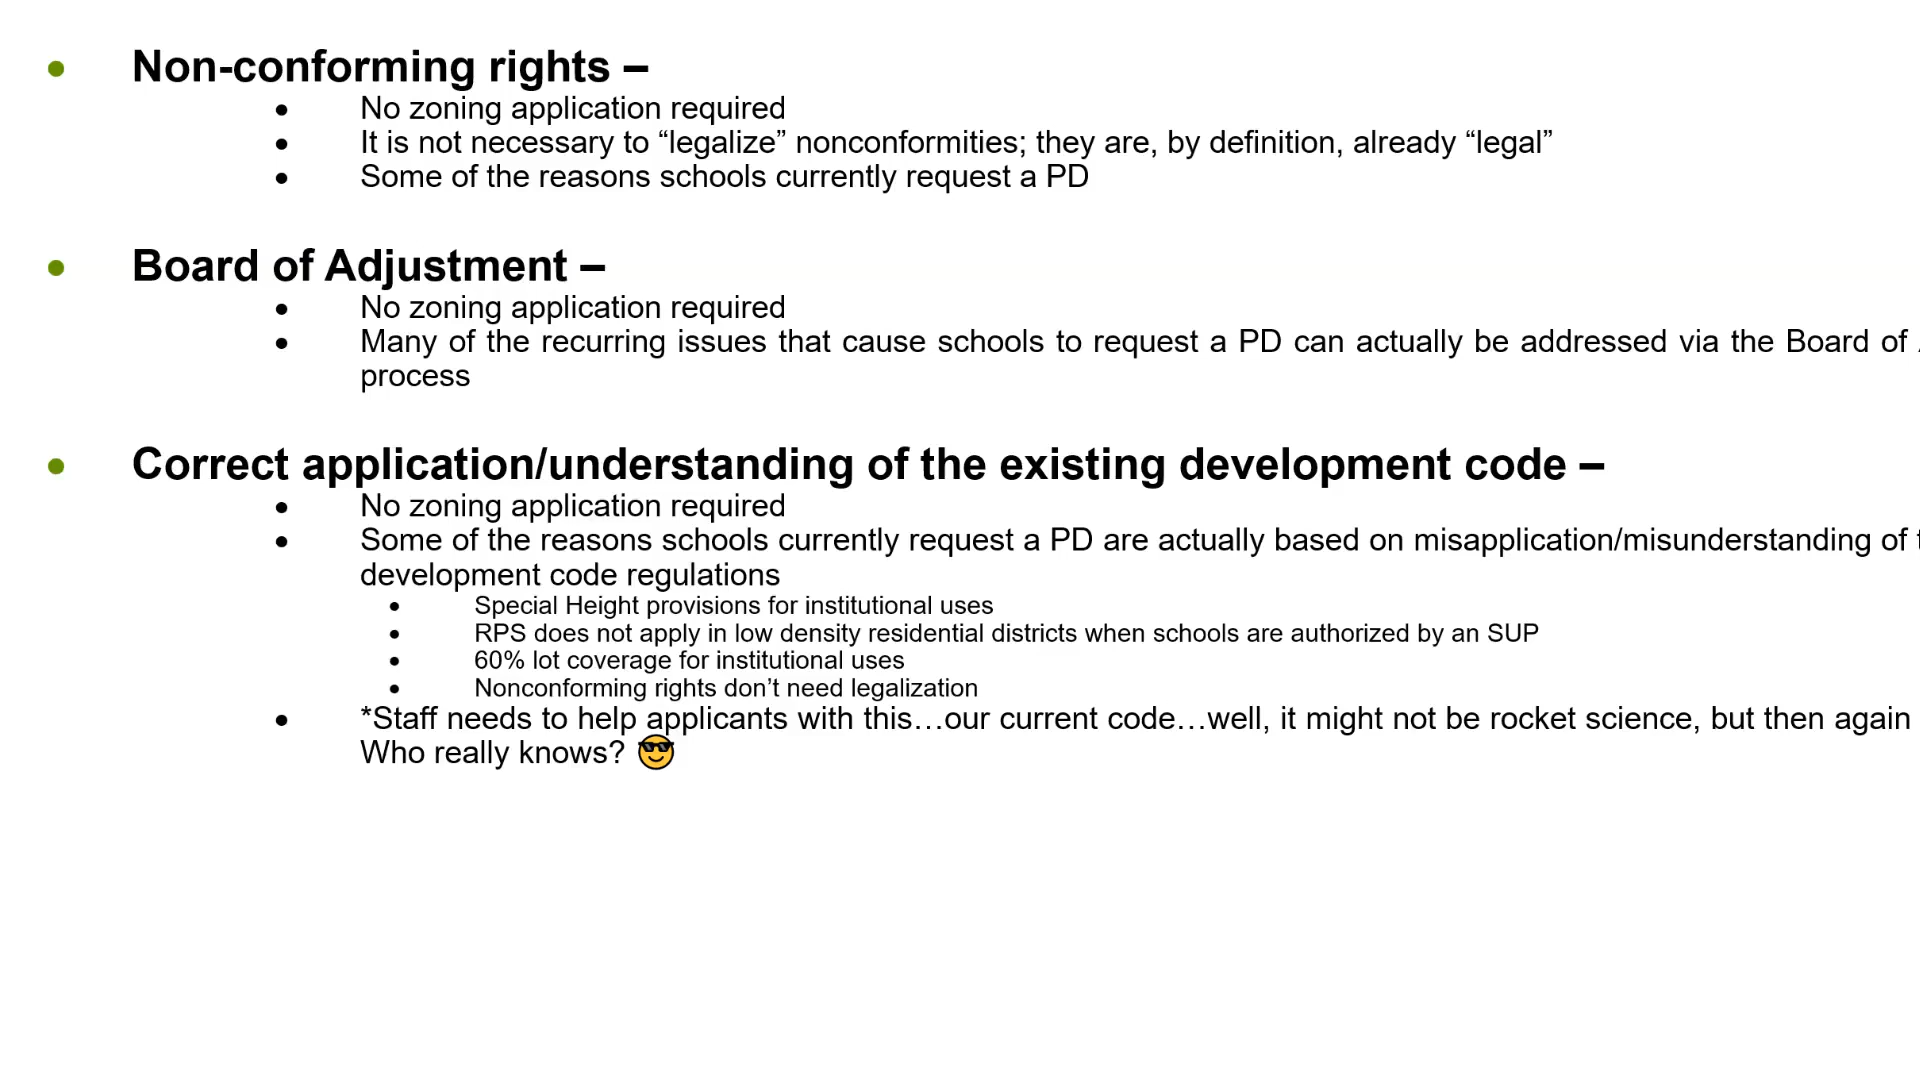 • Non-conforming rights –
• No zoning application required
• It is not necessary to “legalize” nonconformities; they are, by definition, already “legal”
• Some of the reasons schools currently request a PD
• Board of Adjustment –
• No zoning application required
• Many of the recurring issues that cause schools to request a PD can actually be addressed via the Board of
process
• Correct application/understanding of the existing development code –
• No zoning application required
• Some of the reasons schools currently request a PD are actually based on misapplication/misunderstanding of
development code regulations
• Special Height provisions for institutional uses
• RPS does not apply in low density residential districts when schools are authorized by an SUP
• 60% lot coverage for institutional uses
• Nonconforming rights don’t need legalization
• *Staff needs to help applicants with this…our current code…well, it might not be rocket science, but then again
Who really knows? 😎